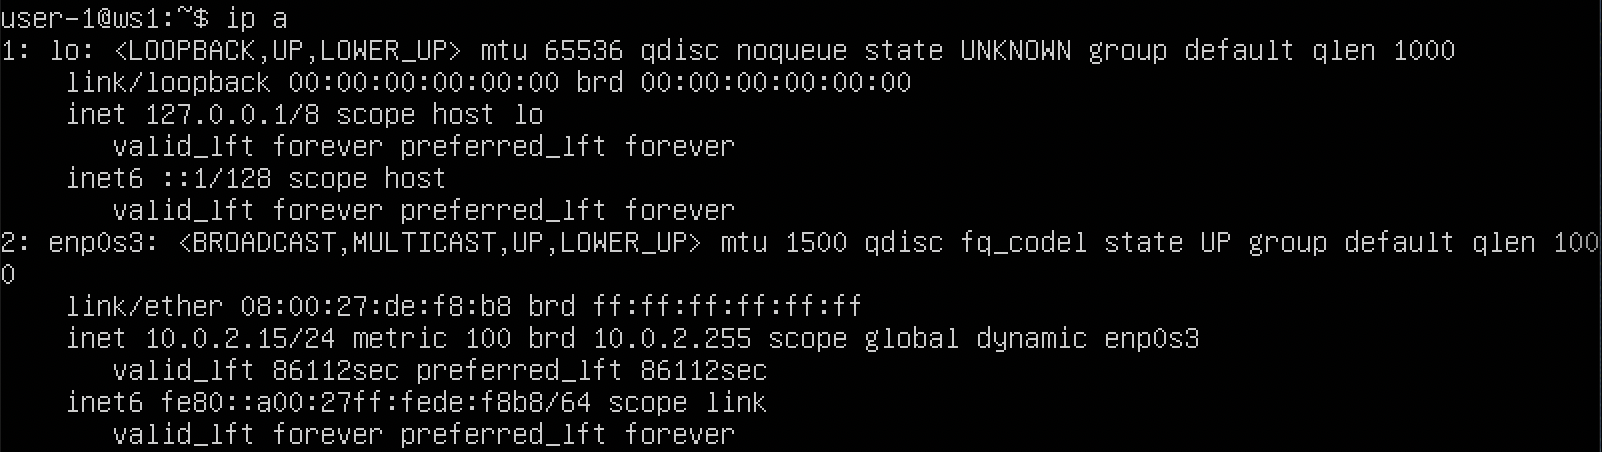 user-1@ws1:~$ ip a
1: lo: <LOOPBACK,UP,LOWER_UP> mtu 65536 qdisc noqueue state UNKNOWN group default qlen 1000
    link/loopback 00:00:00:00:00:00 brd 00:00:00:00:00:00
    inet 127.0.0.1/8 scope host lo
       valid_lft forever preferred_lft forever
    inet6 ::1/128 scope host
       valid_lft forever preferred_lft forever
2: enp0s3: <BROADCAST,MULTICAST,UP,LOWER_UP> mtu 1500 qdisc fq_codel state UP group default qlen 100
0
    link/ether 08:00:27:de:f8:b8 brd ff:ff:ff:ff:ff:ff
    inet 10.0.2.15/24 metric 100 brd 10.0.2.255 scope global dynamic enp0s3
       valid_lft 86112sec preferred_lft 86112sec
    inet6 fe80::a00:27ff:fede:f8b8/64 scope link
       valid_lft forever preferred_lft forever